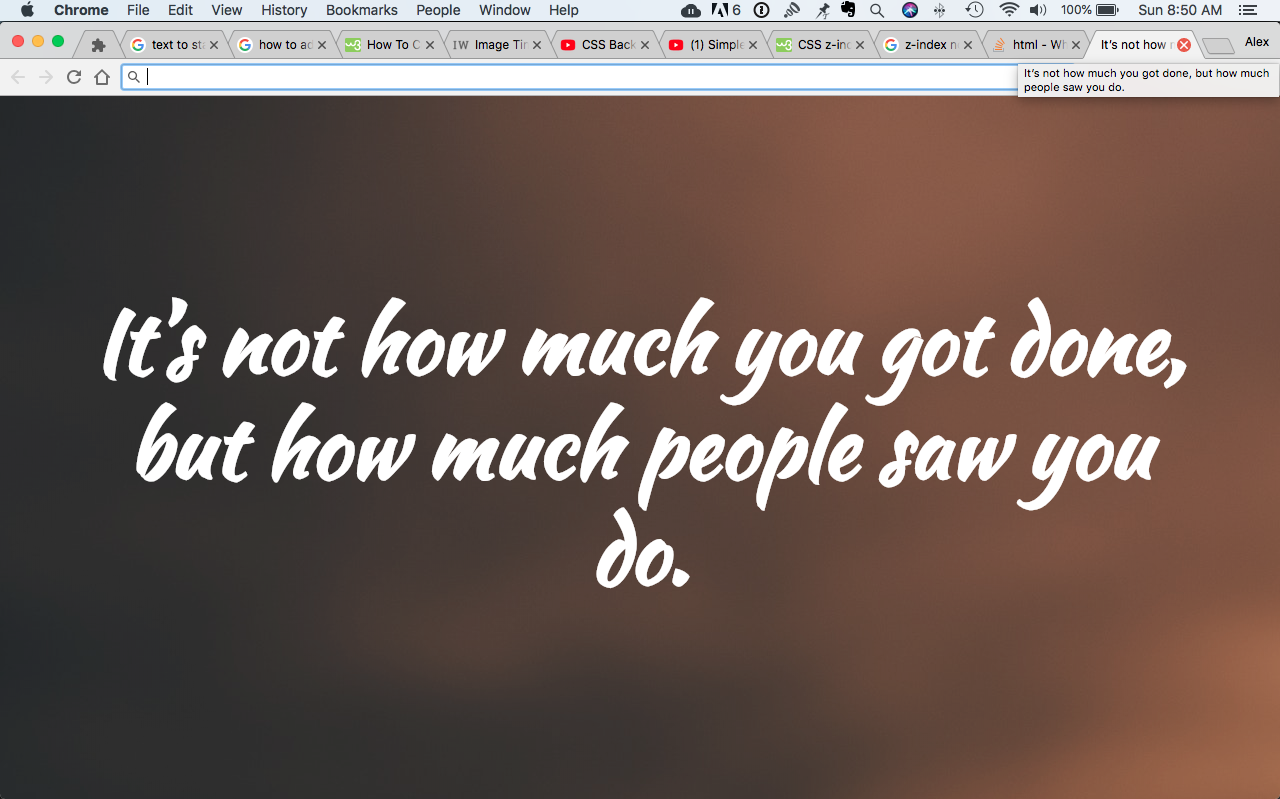 Chrome File Edit View History Bookmarks People Window Help 6 100% Sun 8:50 AM
text to st how to ad How To C IW Image Tir CSS Back (1) Simple CSS z-in z-index n html - Wh It's not how Alex
It's not how much you got done, but how much
people saw you do.
It's not how much you got done,
but how much people saw you
do.